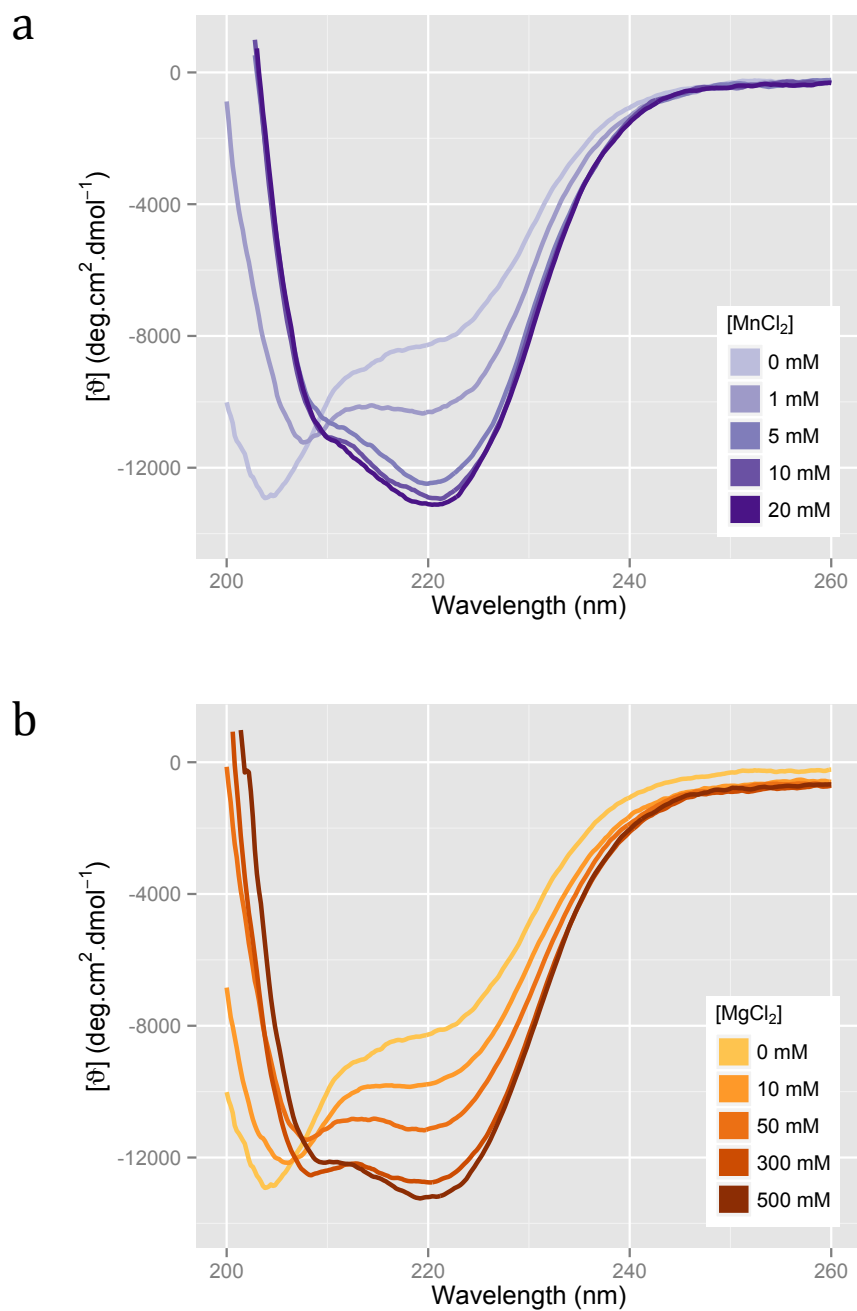 a
0
-4000
-8000
-12000
[ϑ] (deg.cm².dmol⁻¹)
[MnCl₂]
0 mM
1 mM
5 mM
10 mM
20 mM
200
220
240
260
Wavelength (nm)
b
0
-4000
-8000
-12000
[ϑ] (deg.cm².dmol⁻¹)
[MgCl₂]
0 mM
10 mM
50 mM
300 mM
500 mM
200
220
240
260
Wavelength (nm)